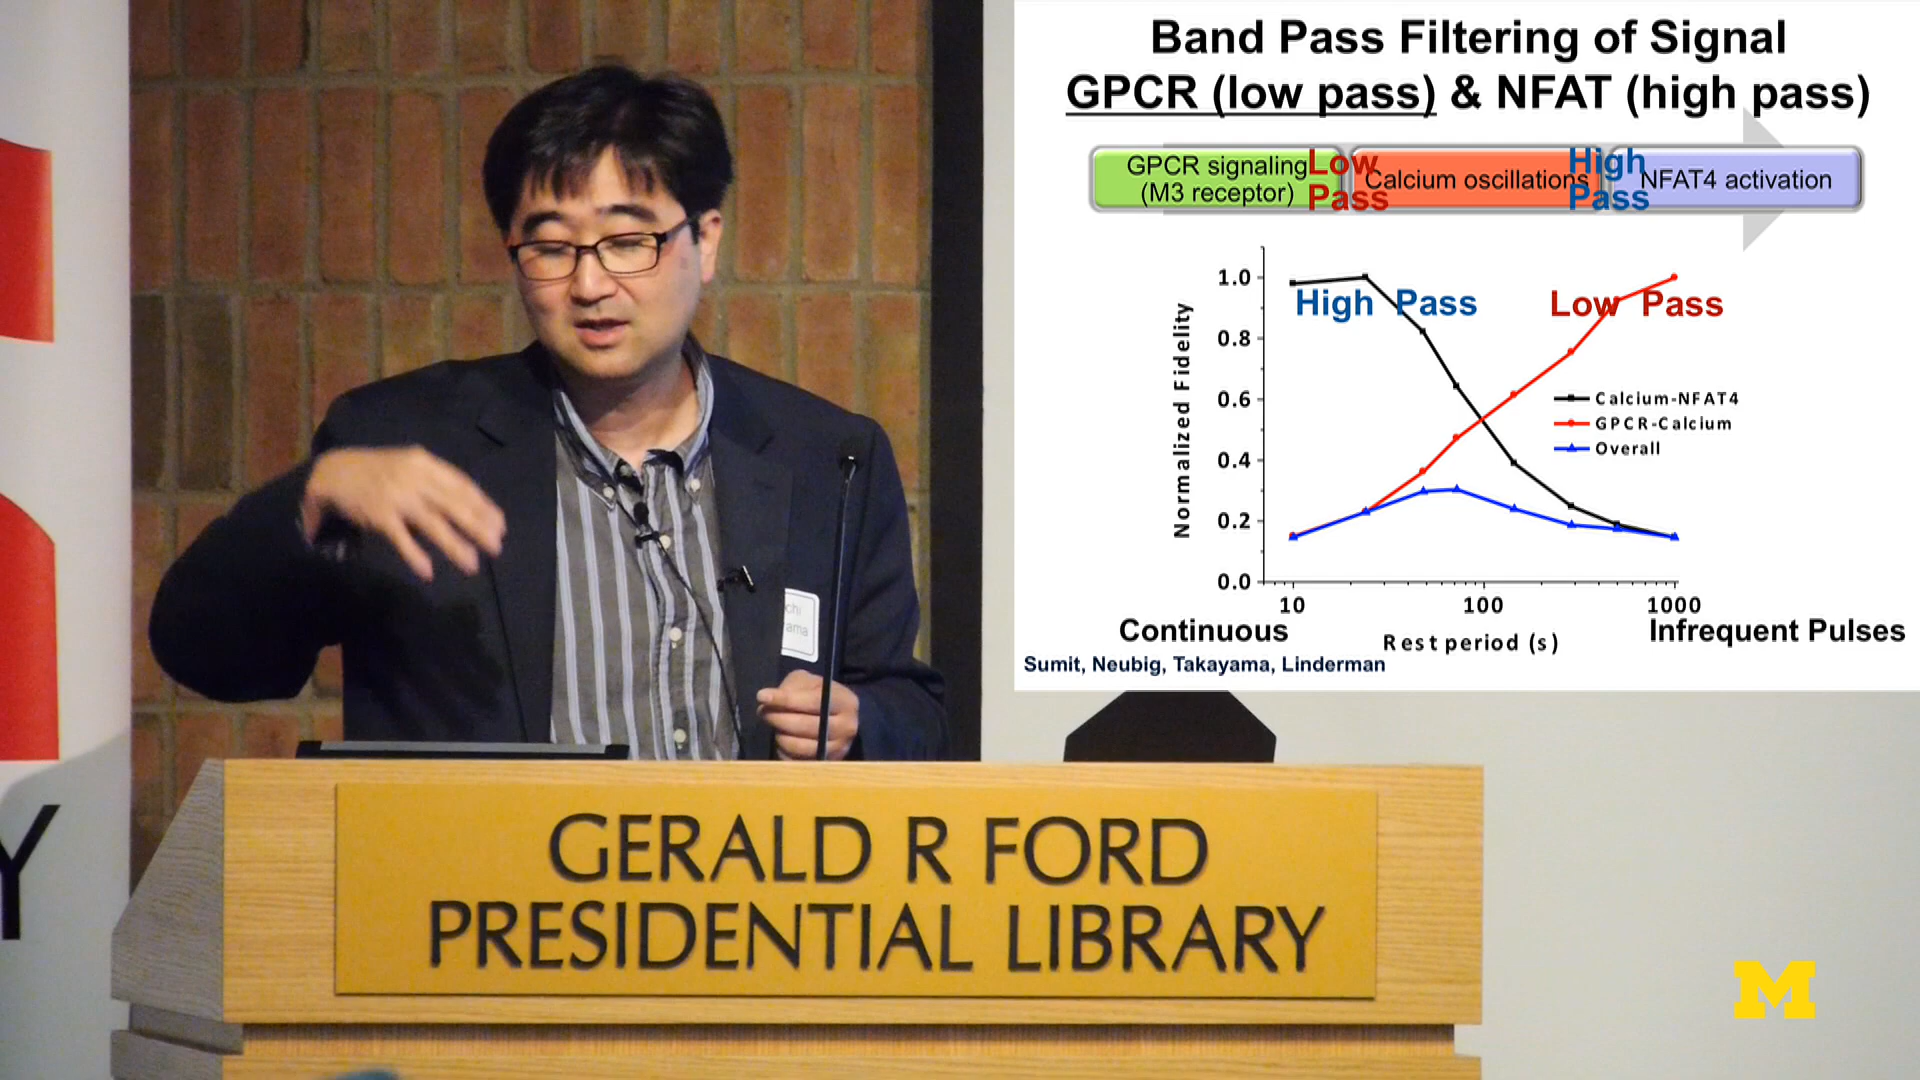 Band Pass Filtering of Signal
GPCR (low pass) & NFAT (high pass)
GPCR signaling
(M3 receptor)
Low
Pass
Calcium oscillations
High
Pass
NFAT4 activation
High Pass
Low Pass
Normalized Fidelity
1.0
0.8
0.6
0.4
0.2
0.0
Calcium-NFAT4
GPCR-Calcium
Overall
10
100
1000
Continuous
Rest period (s)
Infrequent Pulses
Sumit, Neubig, Takayama, Linderman
chi
ama
Y
GERALD R FORD
PRESIDENTIAL LIBRARY
M